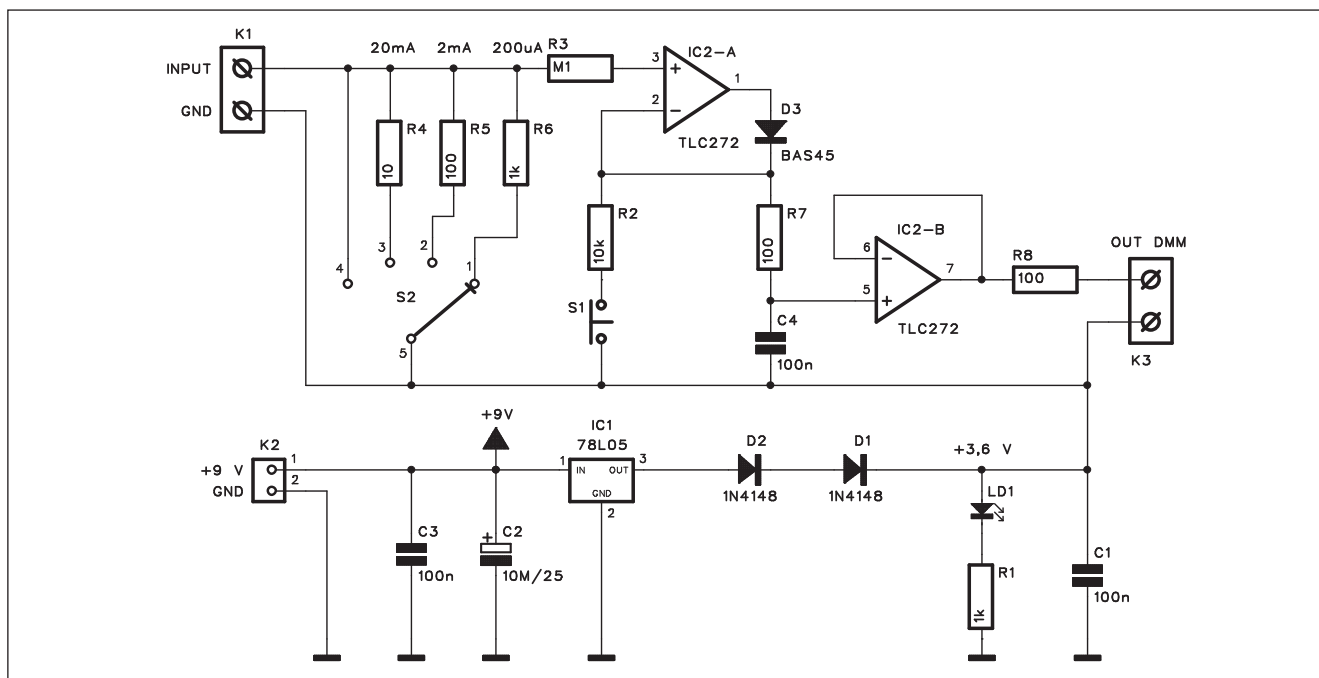 K1
INPUT
GND
20mA
2mA
200uA
R3
M1
3
+
2
-
IC2-A
1
TLC272
D3
BAS45
R4
10
R5
100
R6
1k
3
2
1
4
S2
5
R2
10k
S1
R7
100
C4
100n
IC2-B
6
-
5
+
7
TLC272
R8
100
OUT DMM
K3
K2
+9 V
GND
1
2
+9V
C3
100n
+
C2
10M/25
IC1
78L05
1
IN
OUT
GND
3
2
D2
1N4148
D1
1N4148
+3,6 V
LD1
R1
1k
C1
100n